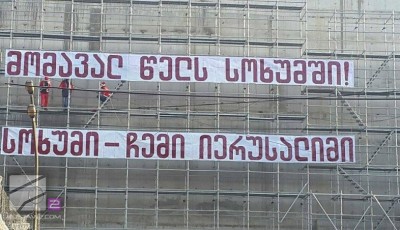 მომავალ წელს სოხუმში!
სოხუმი – ჩემი იერუსალიმი